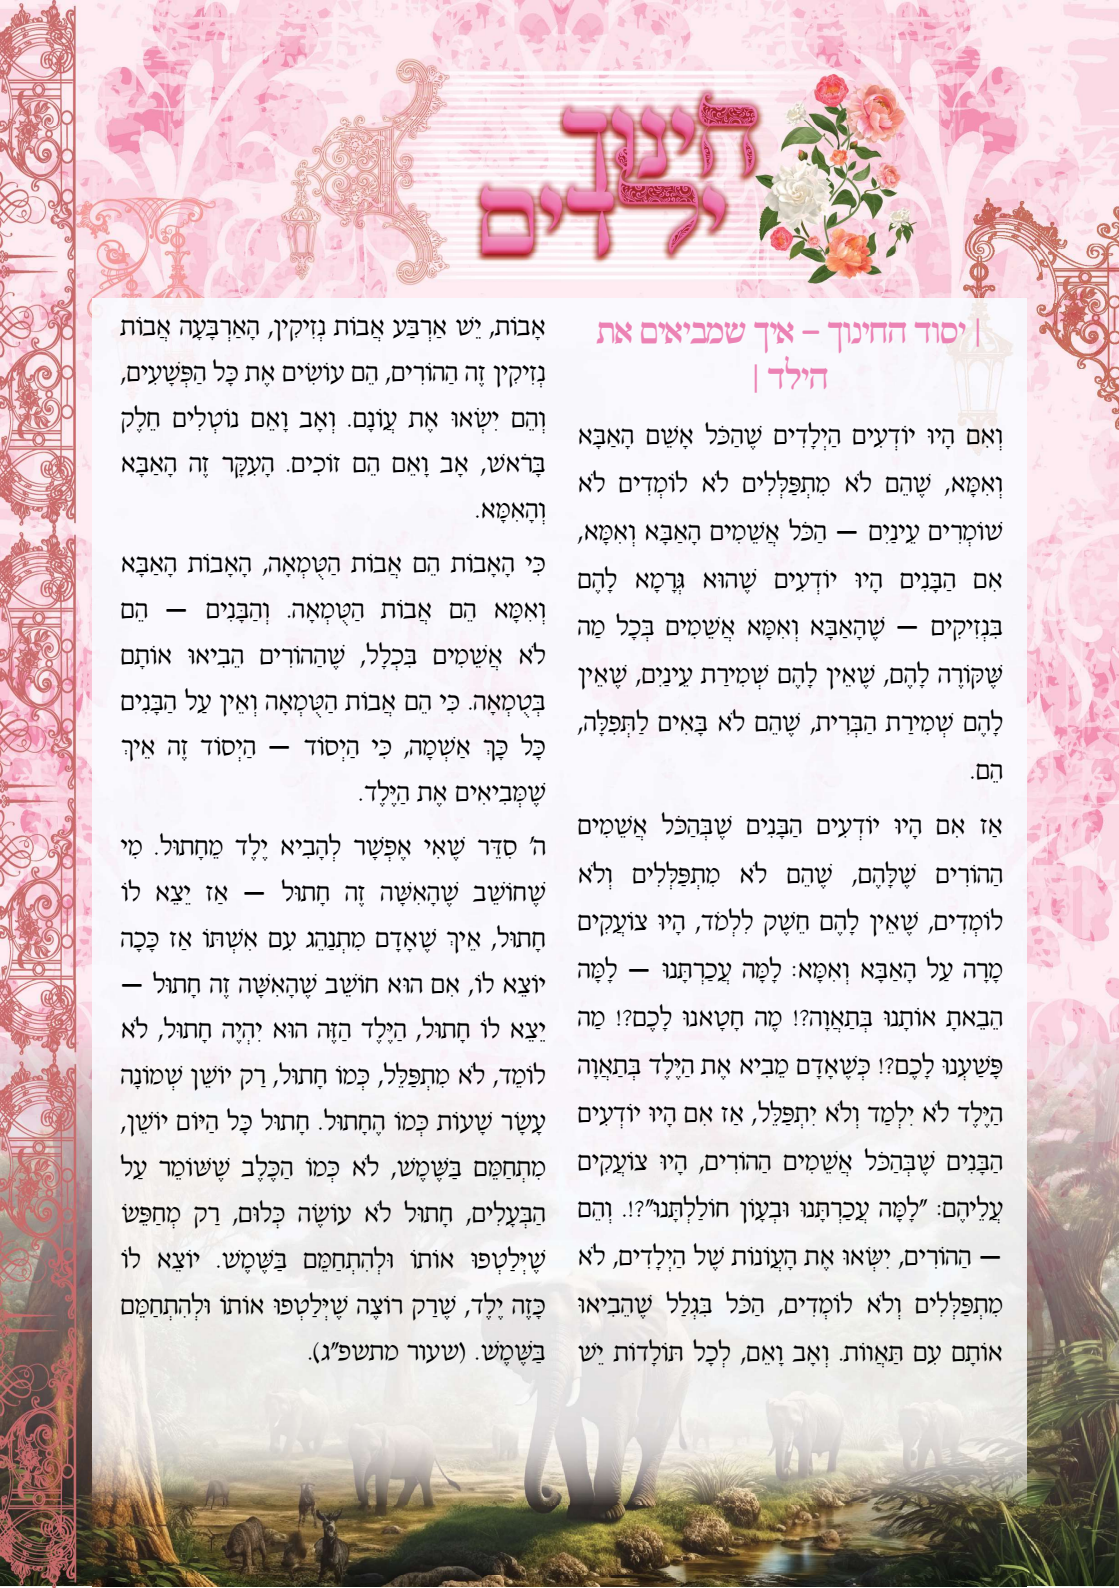 חינוך
ילדים
| יסוד החינוך – איך שמביאים את
הילד |
וְאִם הָיוּ יוֹדְעִים הַיְלָדִים שֶׁהַכֹּל אָשֵׁם הָאַבָּא
וְאִמָּא, שֶׁהֵם לֹא מִתְפַּלְּלִים לֹא לוֹמְדִים לֹא
שׁוֹמְרִים עֵינַיִם – הַכֹּל אֲשֵׁמִים הָאַבָּא וְאִמָּא,
אִם הַבָּנִים הָיוּ יוֹדְעִים שֶׁהוּא גְּרָמָא לָהֶם
בִּנְזִיקִים – שֶׁהָאַבָּא וְאִמָּא אֲשֵׁמִים בְּכָל מַה
שֶּׁקּוֹרֶה לָהֶם, שֶׁאֵין לָהֶם שְׁמִירַת עֵינַיִם, שֶׁאֵין
לָהֶם שְׁמִירַת הַבְּרִית, שֶׁהֵם לֹא בָּאִים לַתְּפִלָּה,
הֵם.
אַז אִם הָיוּ יוֹדְעִים הַבָּנִים שֶׁבְּהַכֹּל אֲשֵׁמִים
הַהוֹרִים שֶׁלָּהֶם, שֶׁהֵם לֹא מִתְפַּלְּלִים וְלֹא
לוֹמְדִים, שֶׁאֵין לָהֶם חֵשֶׁק לִלְמֹד, הָיוּ צוֹעֲקִים
מָרָה עַל הָאַבָּא וְאִמָּא: לָמָּה עֲכַרְתָּנוּ – לָמָּה
הֵבֵאתָ אוֹתָנוּ בְּתַאֲוָה?! מֶה חָטָאנוּ לָכֶם?! מַה
פָּשַׁעְנוּ לָכֶם?! כְּשֶׁאָדָם מֵבִיא אֶת הַיֶּלֶד בְּתַאֲוָה
הַיֶּלֶד לֹא יִלְמַד וְלֹא יִתְפַּלֵּל, אַז אִם הָיוּ יוֹדְעִים
הַבָּנִים שֶׁבְּהַכֹּל אֲשֵׁמִים הַהוֹרִים, הָיוּ צוֹעֲקִים
עֲלֵיהֶם: "לָמָּה עֲכַרְתָּנוּ וּבְעָוֹן חוֹלַלְתָּנוּ"?!. וְהֵם
– הַהוֹרִים, יִשְּׂאוּ אֶת הָעֲוֹנוֹת שֶׁל הַיְלָדִים, לֹא
מִתְפַּלְּלִים וְלֹא לוֹמְדִים, הַכֹּל בִּגְלַל שֶׁהֵבִיאוּ
אוֹתָם עִם תַּאֲווֹת. וְאָב וָאֵם, לְכָל תּוֹלָדוֹת יֵשׁ
אָבוֹת, יֵשׁ אַרְבַּע אֲבוֹת נְזִיקִין, הָאַרְבָּעָה אֲבוֹת
נְזִיקִין זֶה הַהוֹרִים, הֵם עוֹשִׂים אֶת כָּל הַפְּשָׁעִים,
וְהֵם יִשְׂאוּ אֶת עֲוֹנָם. וְאָב וָאֵם נוֹטְלִים חֵלֶק
בָּרֹאשׁ, אָב וָאֵם הֵם זוֹכִים. הָעִקָּר זֶה הָאַבָּא
וְהָאִמָּא.
כִּי הָאָבוֹת הֵם אֲבוֹת הַטֻּמְאָה, הָאָבוֹת הָאַבָּא
וְאִמָּא הֵם אֲבוֹת הַטֻּמְאָה. וְהַבָּנִים – הֵם
לֹא אֲשֵׁמִים בִּכְלָל, שֶׁהַהוֹרִים הֵבִיאוּ אוֹתָם
בְּטֻמְאָה. כִּי הֵם אֲבוֹת הַטֻּמְאָה וְאֵין עַל הַבָּנִים
כָּל כָּךְ אַשְׁמָה, כִּי הַיְסוֹד – הַיְסוֹד זֶה אֵיךְ
שֶׁמְּבִיאִים אֶת הַיֶּלֶד.
ה' סִדֵּר שֶׁאִי אֶפְשָׁר לְהָבִיא יֶלֶד מֵחָתוּל. מִי
שֶׁחוֹשֵׁב שֶׁהָאִשָּׁה זֶה חָתוּל – אַז יֵצֵא לוֹ
חָתוּל, אֵיךְ שֶׁאָדָם מִתְנַהֵג עִם אִשְׁתּוֹ אַז כָּכָה
יוֹצֵא לוֹ, אִם הוּא חוֹשֵׁב שֶׁהָאִשָּׁה זֶה חָתוּל –
יֵצֵא לוֹ חָתוּל, הַיֶּלֶד הַזֶּה הוּא יִהְיֶה חָתוּל, לֹא
לוֹמֵד, לֹא מִתְפַּלֵּל, כְּמוֹ חָתוּל, רַק יוֹשֵׁן שְׁמוֹנָה
עָשָׂר שָׁעוֹת כְּמוֹ הֶחָתוּל. חָתוּל כָּל הַיּוֹם יוֹשֵׁן,
מִתְחַמֵּם בַּשֶּׁמֶשׁ, לֹא כְּמוֹ הַכֶּלֶב שֶׁשּׁוֹמֵר עַל
הַבְּעָלִים, חָתוּל לֹא עוֹשֶׂה כְּלוּם, רַק מְחַפֵּשׂ
שֶׁיְּלַטְּפוּ אוֹתוֹ וּלְהִתְחַמֵּם בַּשֶּׁמֶשׁ. יוֹצֵא לוֹ
כָּזֶה יֶלֶד, שֶׁרַק רוֹצֶה שֶׁיְּלַטְּפוּ אוֹתוֹ וּלְהִתְחַמֵּם
בַּשֶּׁמֶשׁ. (שעור מתשפ"ג).